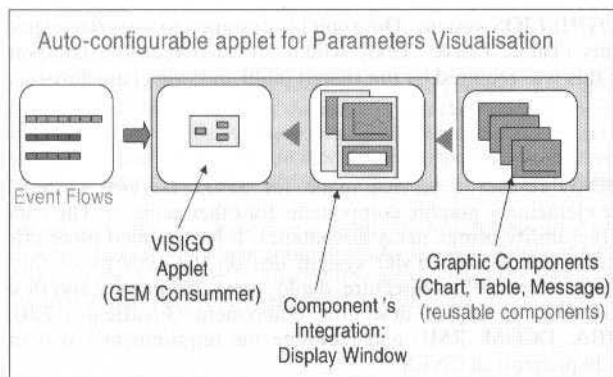 Auto-configurable applet for Parameters Visualisation
Event Flows
VISIGO
Applet
(GEM Consummer)
Component's
Integration:
Display Window
Graphic Components
(Chart, Table, Message)
(reusable components)